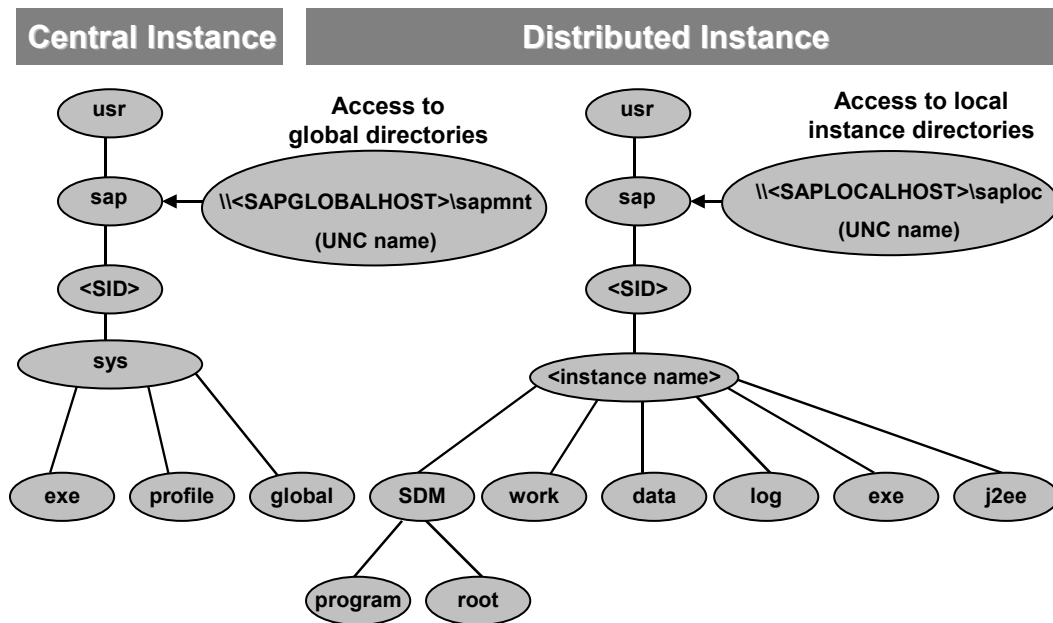 Central Instance
Distributed Instance
usr
Access to
global directories
usr
Access to local
instance directories
sap
\\<SAPGLOBALHOST>\sapmnt
(UNC name)
sap
\\<SAPLOCALHOST>\saploc
(UNC name)
<SID>
<SID>
sys
<instance name>
exe
profile
global
SDM
work
data
log
exe
j2ee
program
root